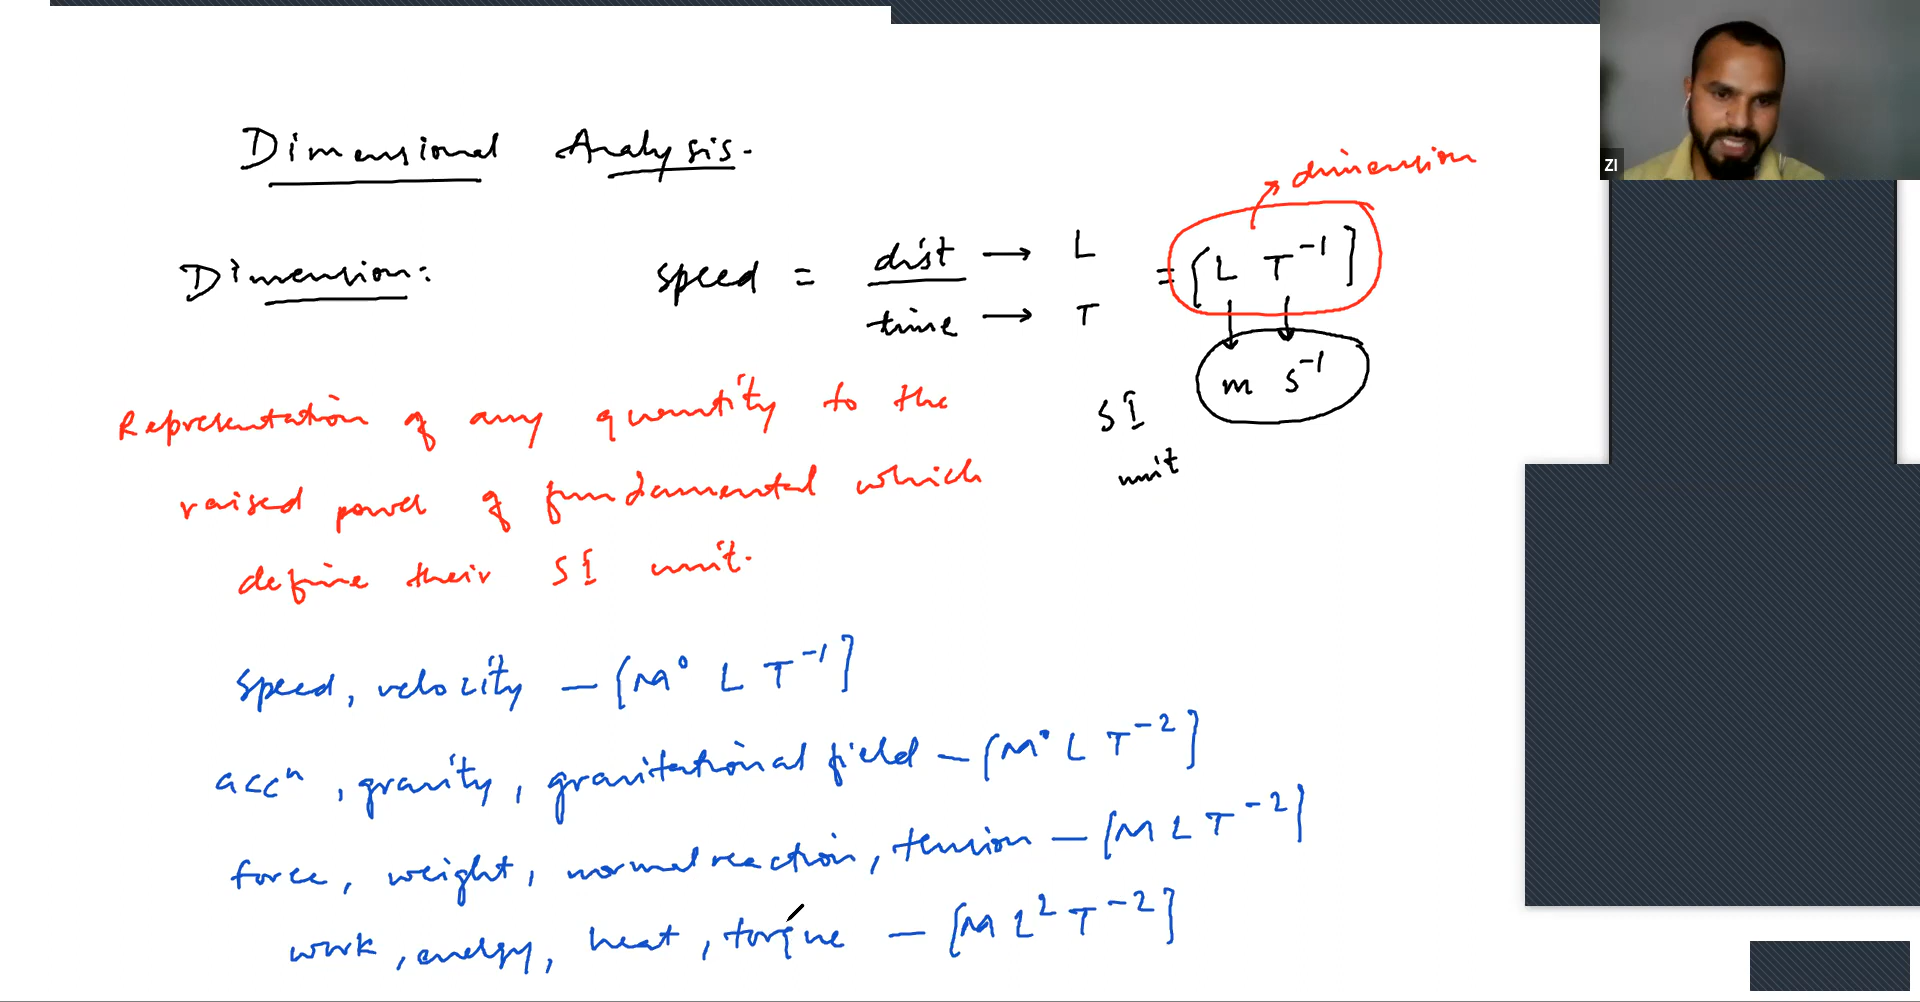 Dimensional Analysis.
dimension
Dimension: speed = dist → L = [L T⁻¹]
time → T
m s⁻¹
SI
unit
Representation of any quantity to the
raised power of fundamental which
define their SI unit.
speed, velocity — [M⁰ L T⁻¹]
accⁿ, gravity, gravitational field — [M⁰ L T⁻²]
force, weight, normal reaction, tension — [M L T⁻²]
work, energy, heat, torque — [M L² T⁻²]
ZI